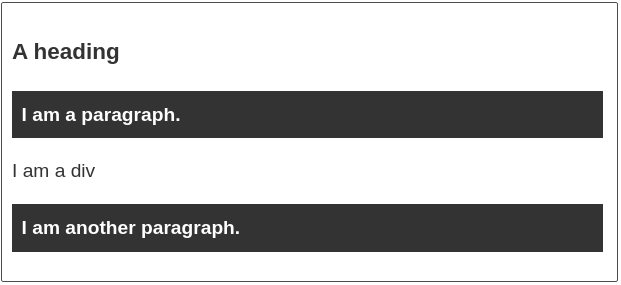 A heading
I am a paragraph.
I am a div
I am another paragraph.